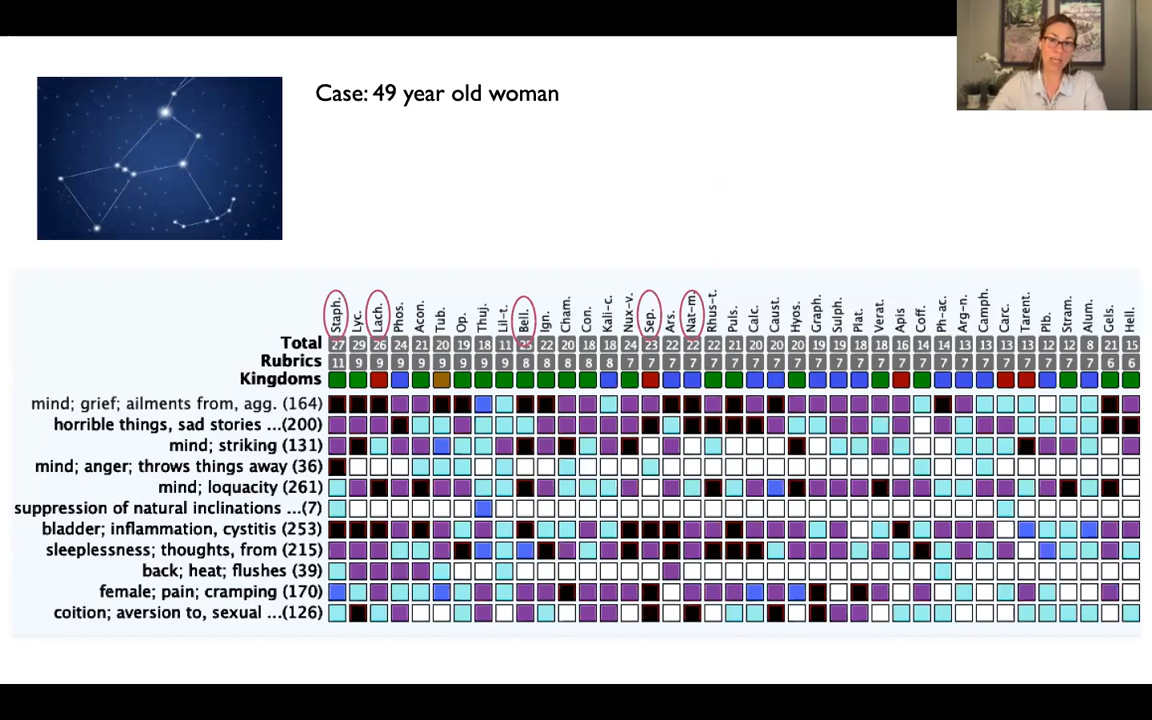 Case: 49 year old woman
Staph. Lyc. Lach. Phos. Acon. Tub. Op. Thuj. Lil-t. Bell. Ign. Cham. Con. Kali-c. Nux-v. Sep. Ars. Nat-m. Rhus-t. Puls. Calc. Caust. Hyos. Graph. Sulph. Plat. Verat. Apis Coff. Ph-ac. Arg-n. Camph. Carc. Tarent. Plb. Stram. Alum. Gels. Hell.
Total 27 29 26 24 21 20 19 18 11 25 22 20 18 18 24 23 22 22 22 21 20 20 20 19 19 18 18 16 14 14 13 13 13 13 12 12 8 21 15
Rubrics 11 9 9 9 9 9 9 9 9 8 8 8 8 8 7 7 7 7 7 7 7 7 7 7 7 7 7 7 7 7 7 7 7 7 7 7 7 6 6
Kingdoms
mind; grief; ailments from, agg. (164)
horrible things, sad stories ...(200)
mind; striking (131)
mind; anger; throws things away (36)
mind; loquacity (261)
suppression of natural inclinations ...(7)
bladder; inflammation, cystitis (253)
sleeplessness; thoughts, from (215)
back; heat; flushes (39)
female; pain; cramping (170)
coition; aversion to, sexual ...(126)